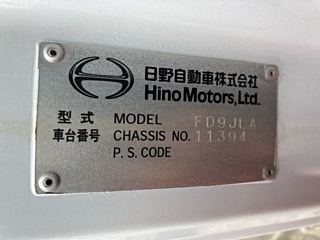 日野自動車株式会社
Hino Motors, Ltd.
型式 MODEL FD9JLA
車台番号 CHASSIS NO. 11394
P. S. CODE